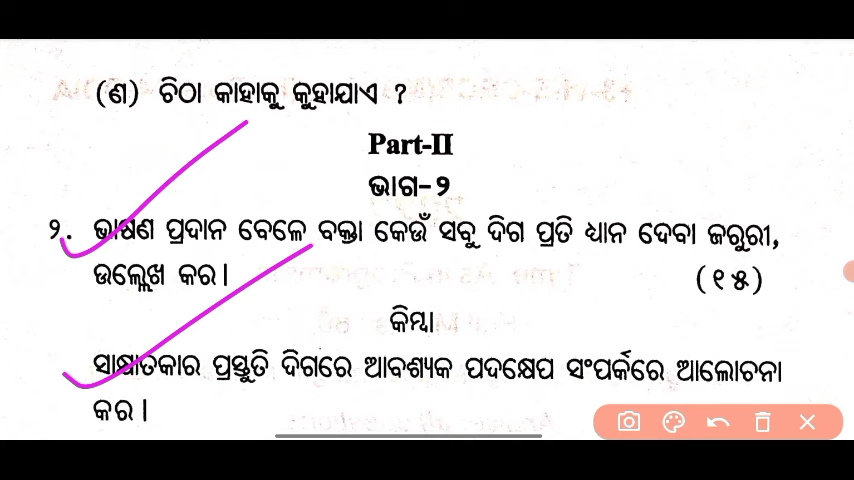 (ଣ) ଚିଠା କାହାକୁ କୁହାଯାଏ ?
Part-II
ଭାଗ-୨
୨. ଭାଷଣ ପ୍ରଦାନ ବେଳେ ବକ୍ତା କେଉଁ ସବୁ ଦିଗ ପ୍ରତି ଧ୍ୟାନ ଦେବା ଜରୁରୀ,
ଉଲ୍ଲେଖ କର। (୧୫)
କିମ୍ବା
ସାକ୍ଷାତକାର ପ୍ରସ୍ତୁତି ଦିଗରେ ଆବଶ୍ୟକ ପଦକ୍ଷେପ ସଂପର୍କରେ ଆଲୋଚନା
କର।